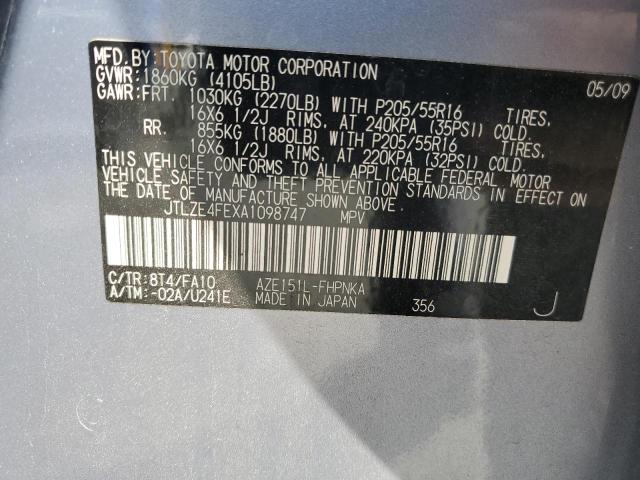 MFD.BY:TOYOTA MOTOR CORPORATION 05/09
GVWR:1860KG (4105LB)
GAWR:FRT. 1030KG (2270LB) WITH P205/55R16 TIRES,
16X6 1/2J RIMS, AT 240KPA (35PSI) COLD.
RR. 855KG (1880LB) WITH P205/55R16 TIRES,
16X6 1/2J RIMS, AT 220KPA (32PSI) COLD.
THIS VEHICLE CONFORMS TO ALL APPLICABLE FEDERAL MOTOR
VEHICLE SAFETY AND THEFT PREVENTION STANDARDS IN EFFECT ON
THE DATE OF MANUFACTURE SHOWN ABOVE.
JTLZE4FEXA1098747 MPV
C/TR:8T4/FA10 AZE151L-FHPNKA
A/TM:-02A/U241E MADE IN JAPAN 356 J